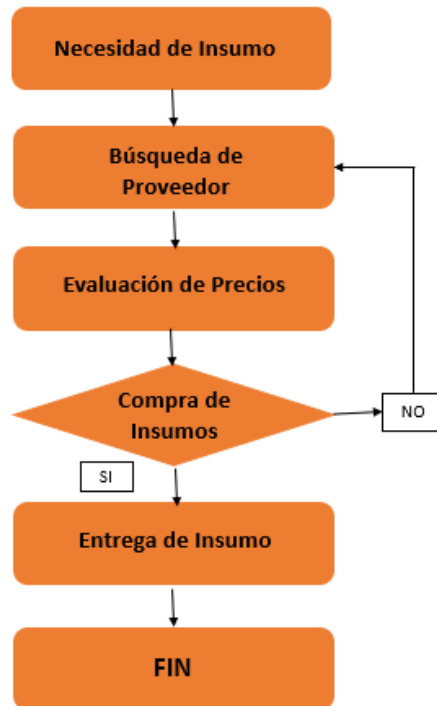 Necesidad de Insumo
Búsqueda de
Proveedor
Evaluación de Precios
Compra de
Insumos
NO
SI
Entrega de Insumo
FIN